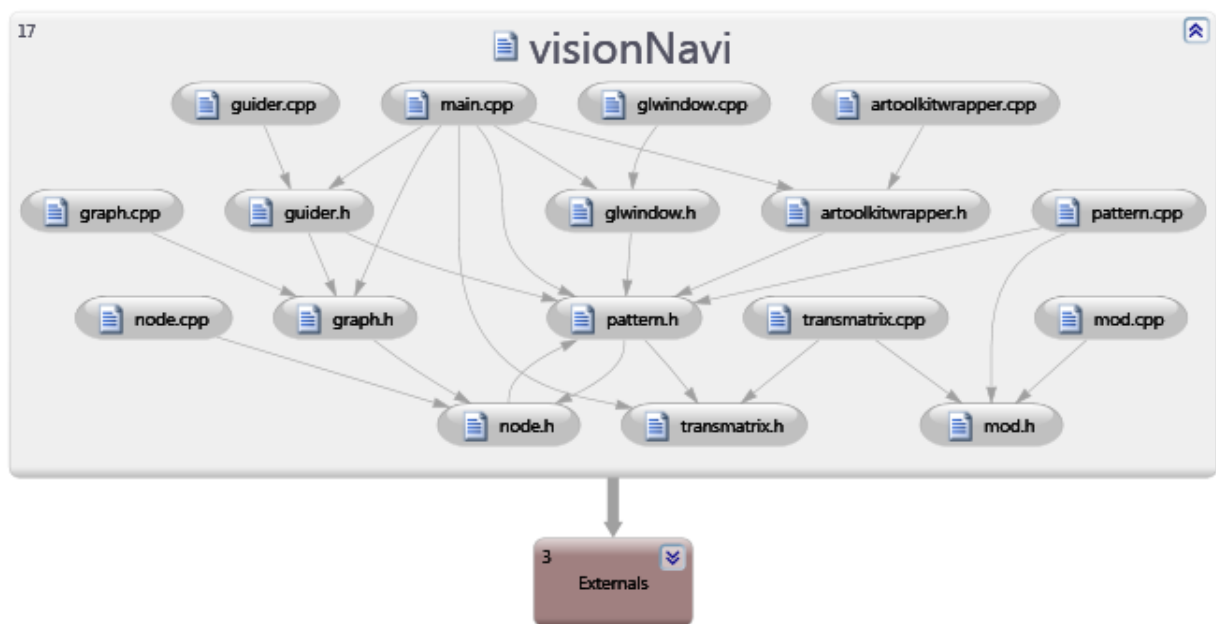 17
visionNavi
guider.cpp
main.cpp
glwindow.cpp
artoolkitwrapper.cpp
graph.cpp
guider.h
glwindow.h
artoolkitwrapper.h
pattern.cpp
node.cpp
graph.h
pattern.h
transmatrix.cpp
mod.cpp
node.h
transmatrix.h
mod.h
3
Externals